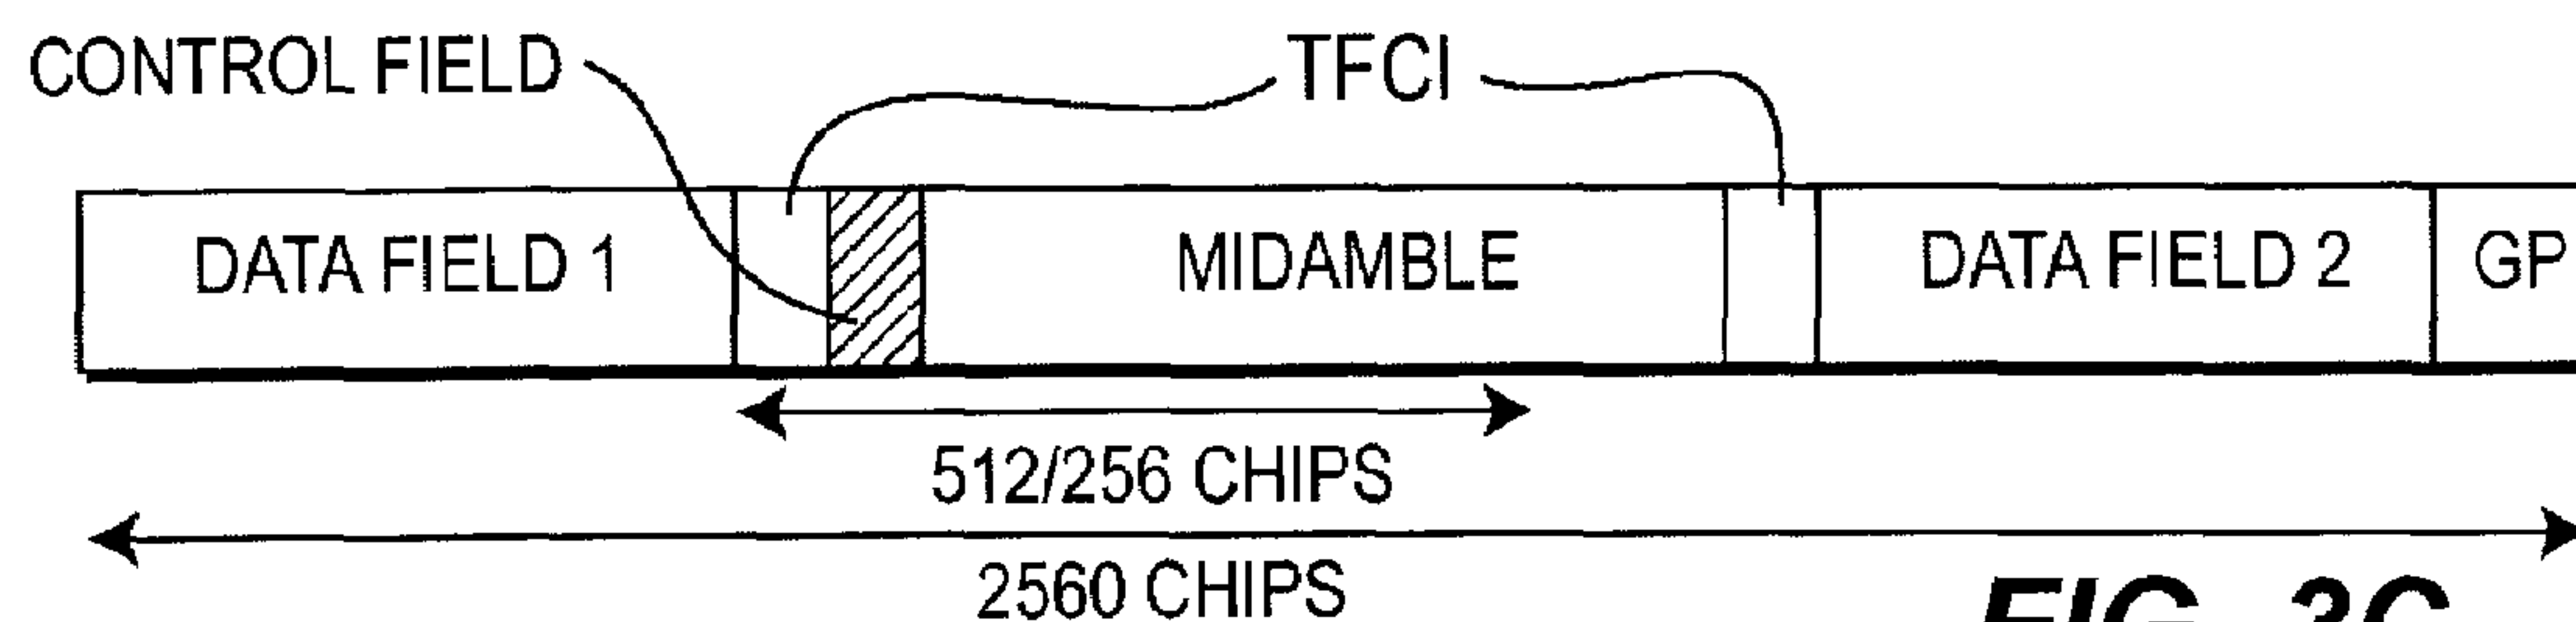 CONTROL FIELD
TFCI
DATA FIELD 1
MIDAMBLE
DATA FIELD 2
GP
512/256 CHIPS
2560 CHIPS